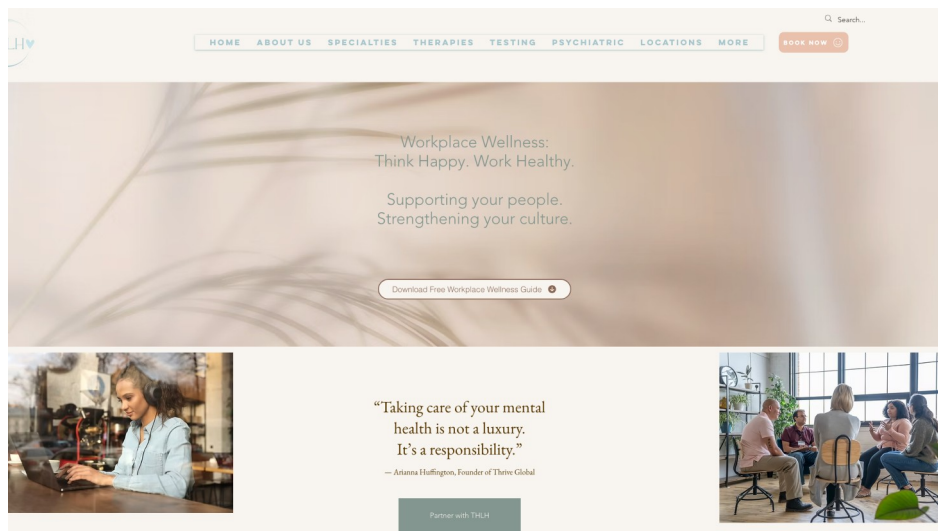 Search...
LH
HOME ABOUT US SPECIALTIES THERAPIES TESTING PSYCHIATRIC LOCATIONS MORE
BOOK NOW
Workplace Wellness:
Think Happy. Work Healthy.
Supporting your people.
Strengthening your culture.
Download Free Workplace Wellness Guide
“Taking care of your mental
health is not a luxury.
It’s a responsibility.”
— Arianna Huffington, Founder of Thrive Global
Partner with THLH